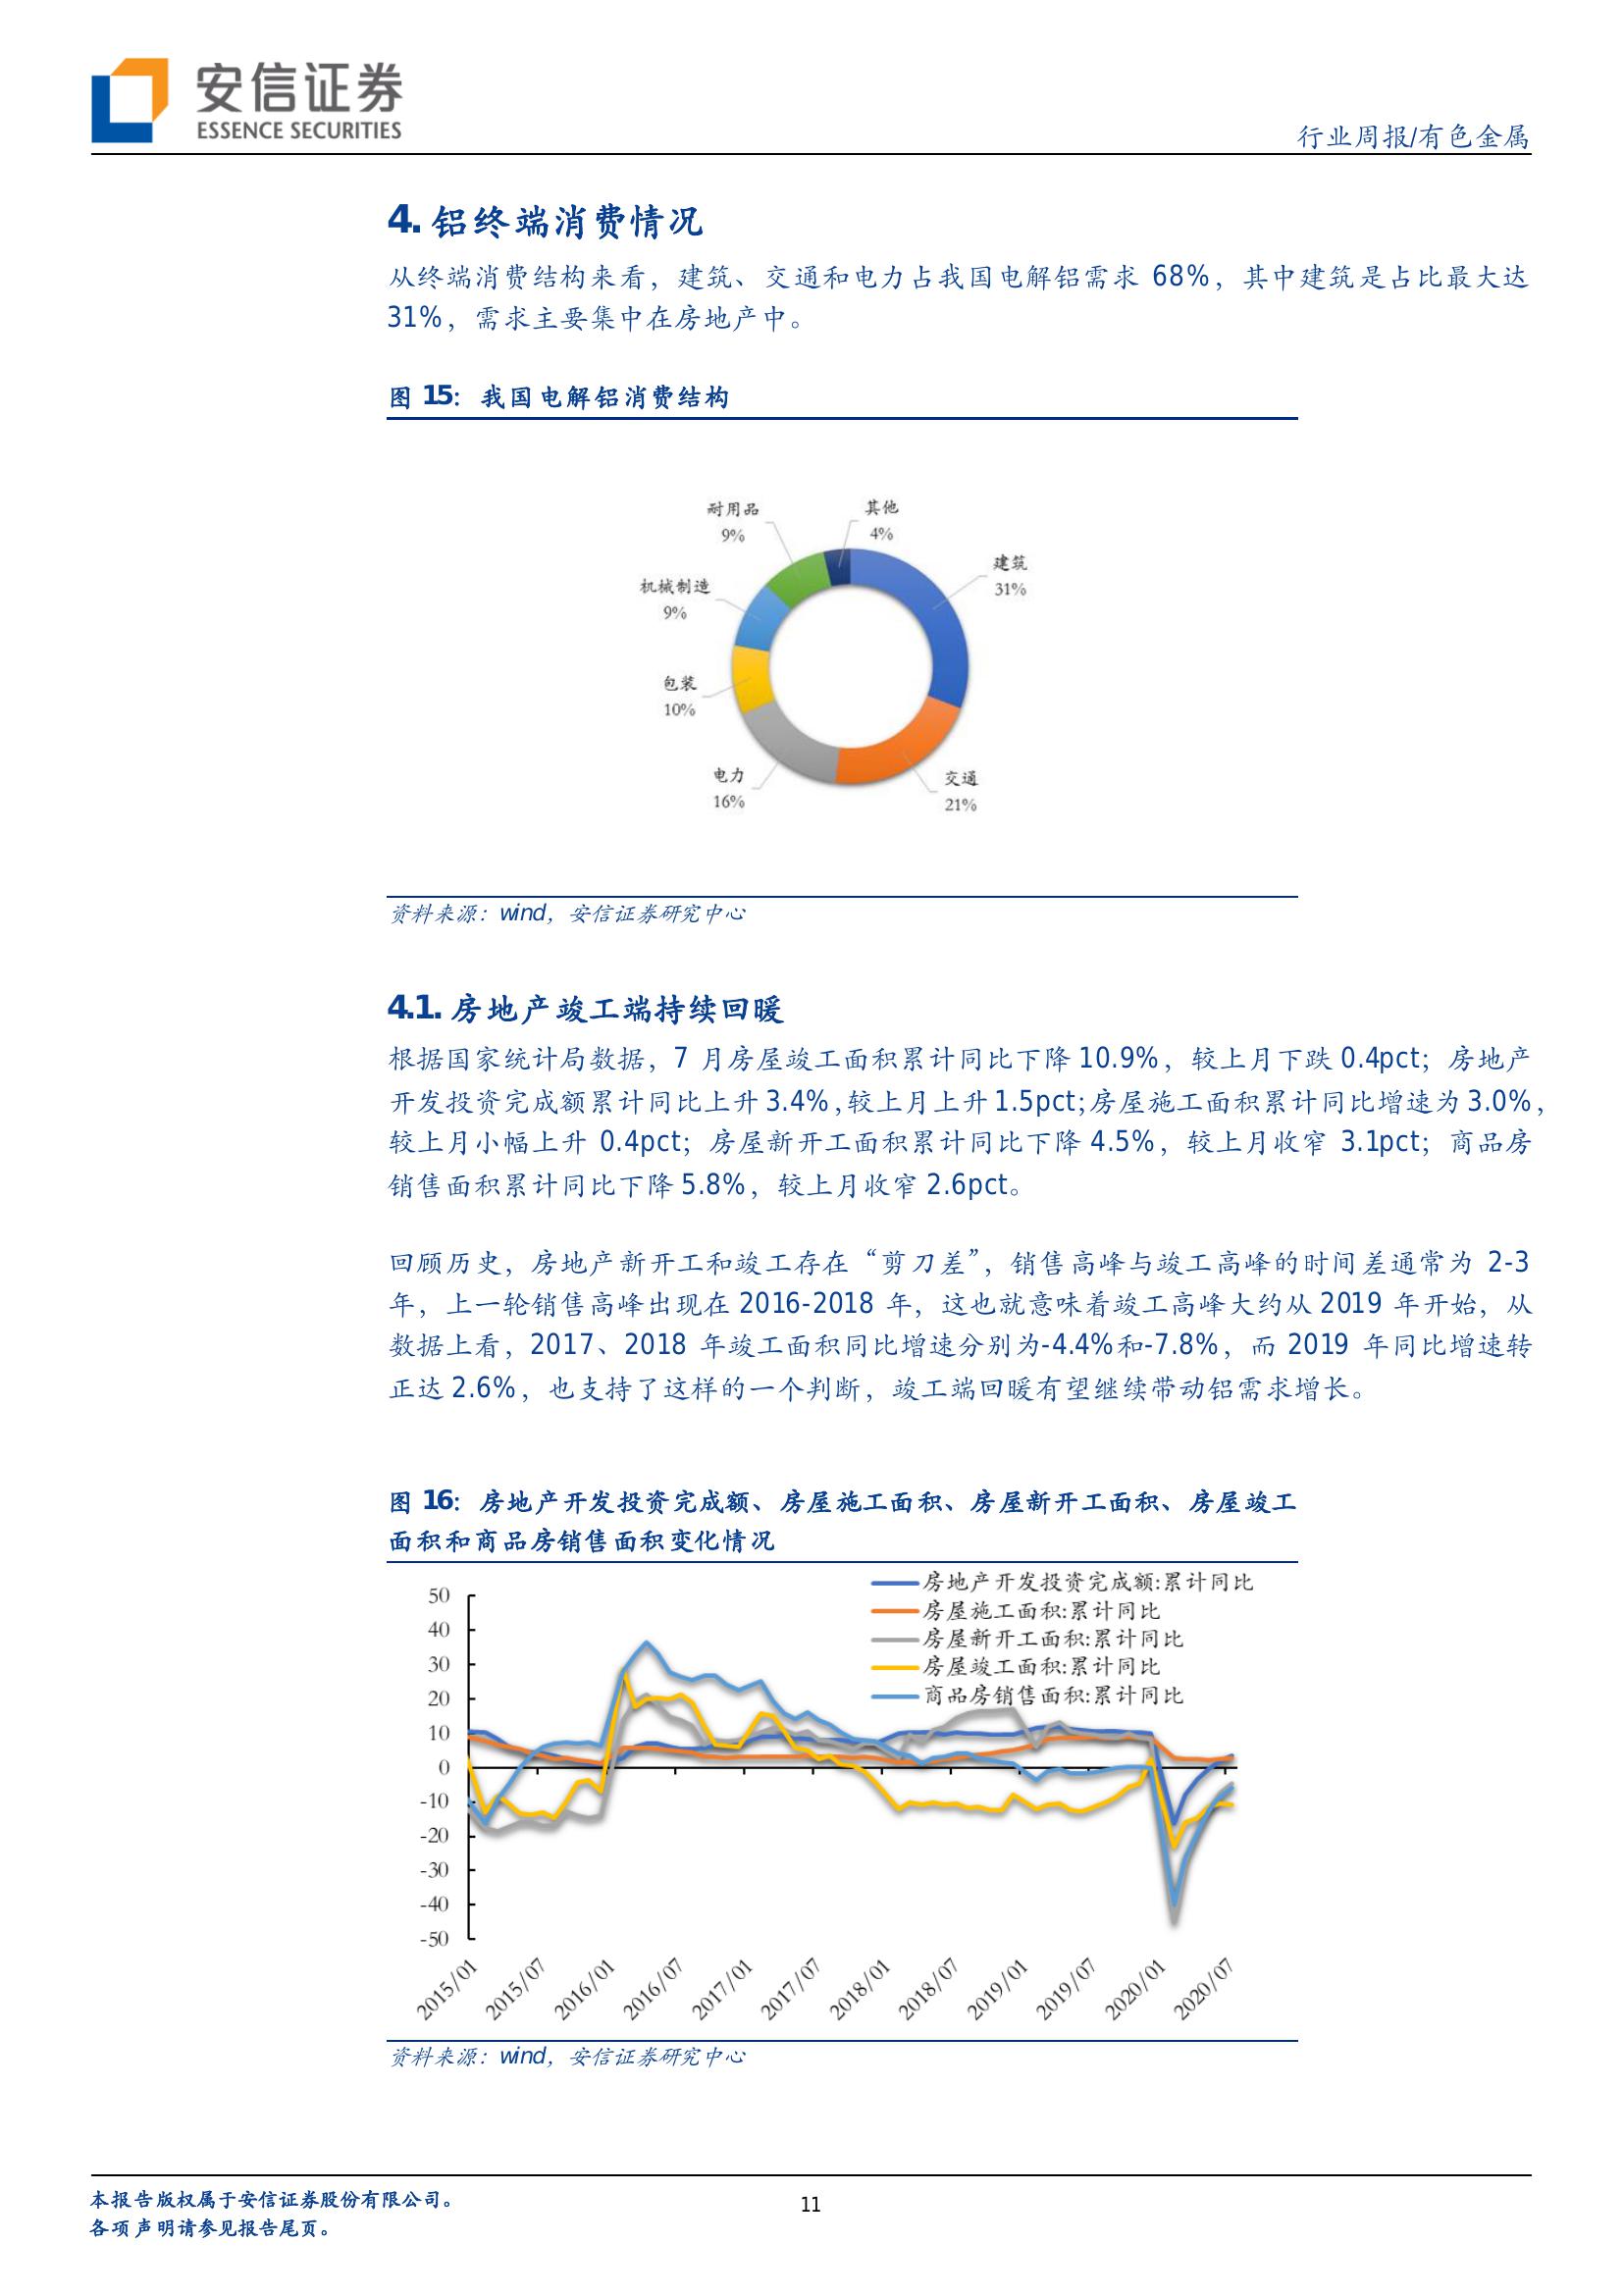 安信证券
ESSENCE SECURITIES
行业周报/有色金属
4. 铝终端消费情况
从终端消费结构来看，建筑、交通和电力占我国电解铝需求 68%，其中建筑是占比最大达
31%，需求主要集中在房地产中。
图 15：我国电解铝消费结构
耐用品
9%
其他
4%
建筑
31%
机械制造
9%
包装
10%
电力
16%
交通
21%
资料来源：wind，安信证券研究中心
4.1. 房地产竣工端持续回暖
根据国家统计局数据，7 月房屋竣工面积累计同比下降 10.9%，较上月下跌 0.4pct；房地产
开发投资完成额累计同比上升 3.4%,较上月上升 1.5pct;房屋施工面积累计同比增速为 3.0%，
较上月小幅上升 0.4pct；房屋新开工面积累计同比下降 4.5%，较上月收窄 3.1pct；商品房
销售面积累计同比下降 5.8%，较上月收窄 2.6pct。
回顾历史，房地产新开工和竣工存在“剪刀差”，销售高峰与竣工高峰的时间差通常为 2-3
年，上一轮销售高峰出现在 2016-2018 年，这也就意味着竣工高峰大约从 2019 年开始，从
数据上看，2017、2018 年竣工面积同比增速分别为-4.4%和-7.8%，而 2019 年同比增速转
正达 2.6%，也支持了这样的一个判断，竣工端回暖有望继续带动铝需求增长。
图 16：房地产开发投资完成额、房屋施工面积、房屋新开工面积、房屋竣工
面积和商品房销售面积变化情况
房地产开发投资完成额:累计同比
房屋施工面积:累计同比
房屋新开工面积:累计同比
房屋竣工面积:累计同比
商品房销售面积:累计同比
50
40
30
20
10
0
-10
-20
-30
-40
-50
2015/01
2015/07
2016/01
2016/07
2017/01
2017/07
2018/01
2018/07
2019/01
2019/07
2020/01
2020/07
资料来源：wind，安信证券研究中心
本报告版权属于安信证券股份有限公司。
各项声明请参见报告尾页。
11